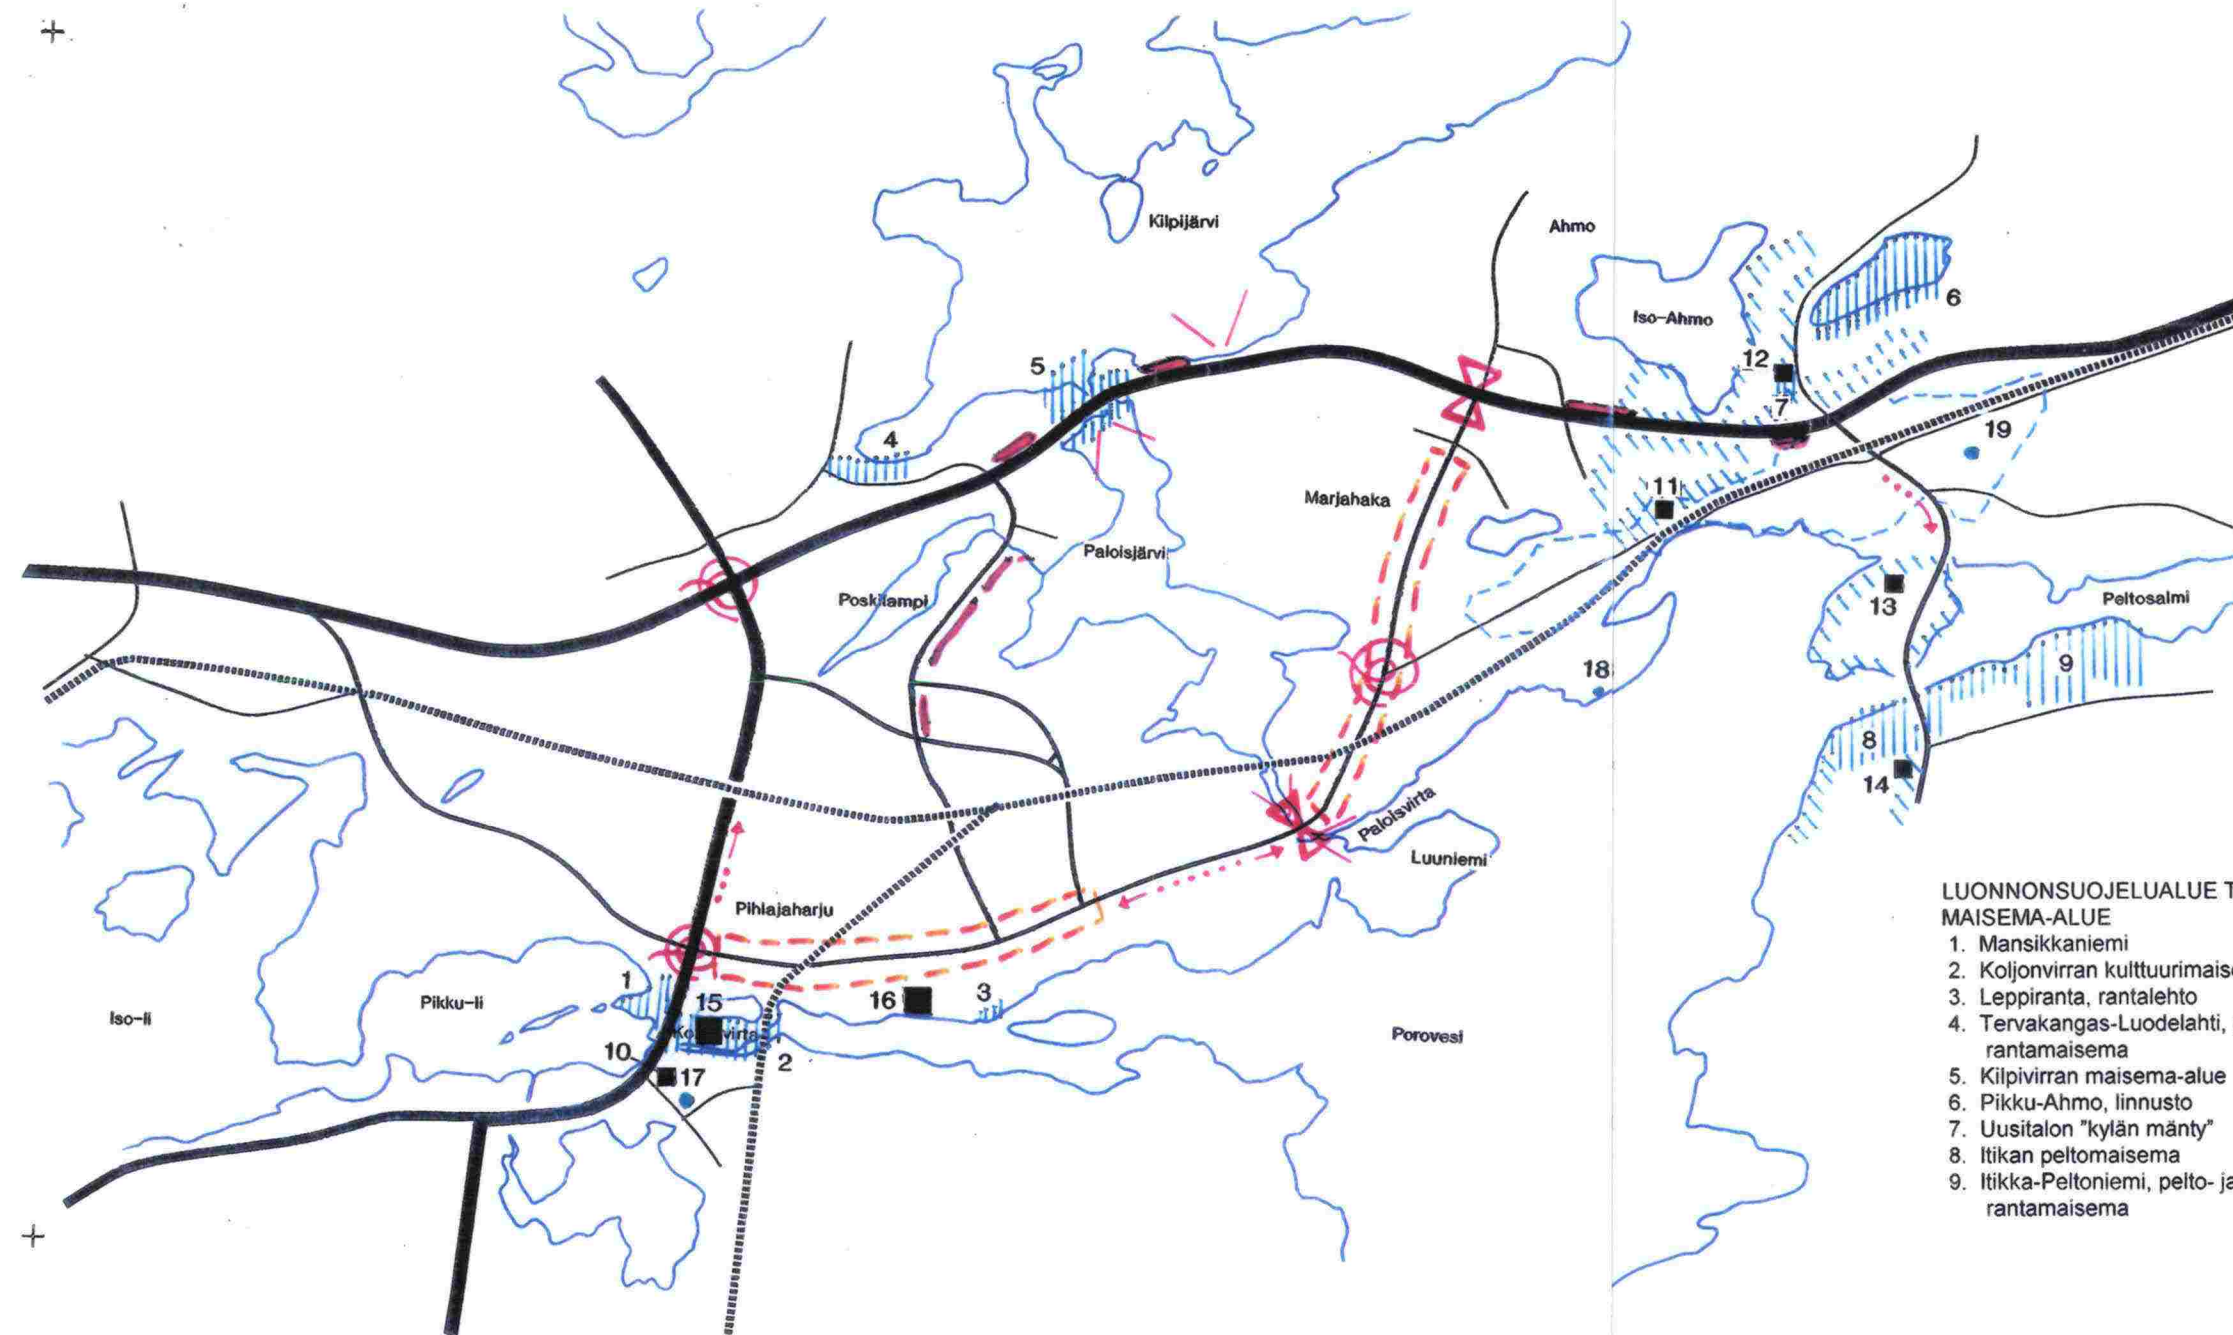 Kilpijärvi
Ahmo
Iso-Ahmo
6
5
12
7
4
19
11
Marjahaka
Paloisjärvi
Poskilampi
13
Peltosalmi
18
9
8
14
Paloisvirta
Luuniemi
Pihlajaharju
1
Pikku-Ii
15
16
3
Iso-Ii
2
Porovesi
10
17
LUONNONSUOJELUALUE T
MAISEMA-ALUE
1. Mansikkaniemi
2. Koljonvirran kulttuurimaise
3. Leppiranta, rantalehto
4. Tervakangas-Luodelahti,
rantamaisema
5. Kilpivirran maisema-alue
6. Pikku-Ahmo, linnusto
7. Uusitalon "kylän mänty"
8. Itikan peltomaisema
9. Itikka-Peltoniemi, pelto- ja
rantamaisema